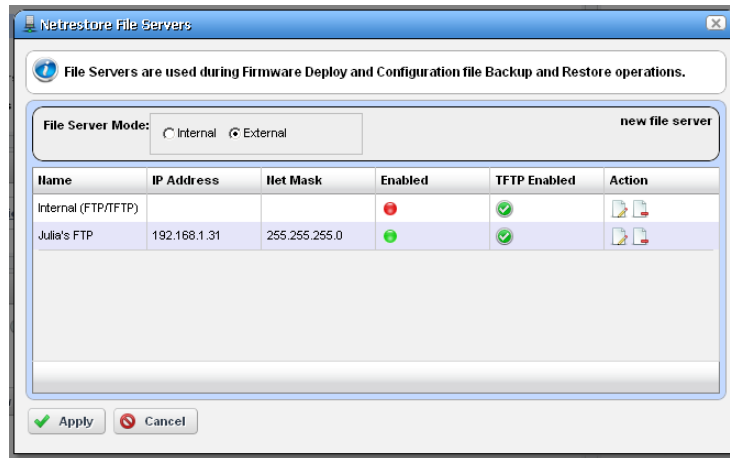 Netrestore File Servers
File Servers are used during Firmware Deploy and Configuration file Backup and Restore operations.
File Server Mode: Internal External new file server
Name IP Address Net Mask Enabled TFTP Enabled Action
Internal (FTP/TFTP)
Julia's FTP 192.168.1.31 255.255.255.0
Apply Cancel